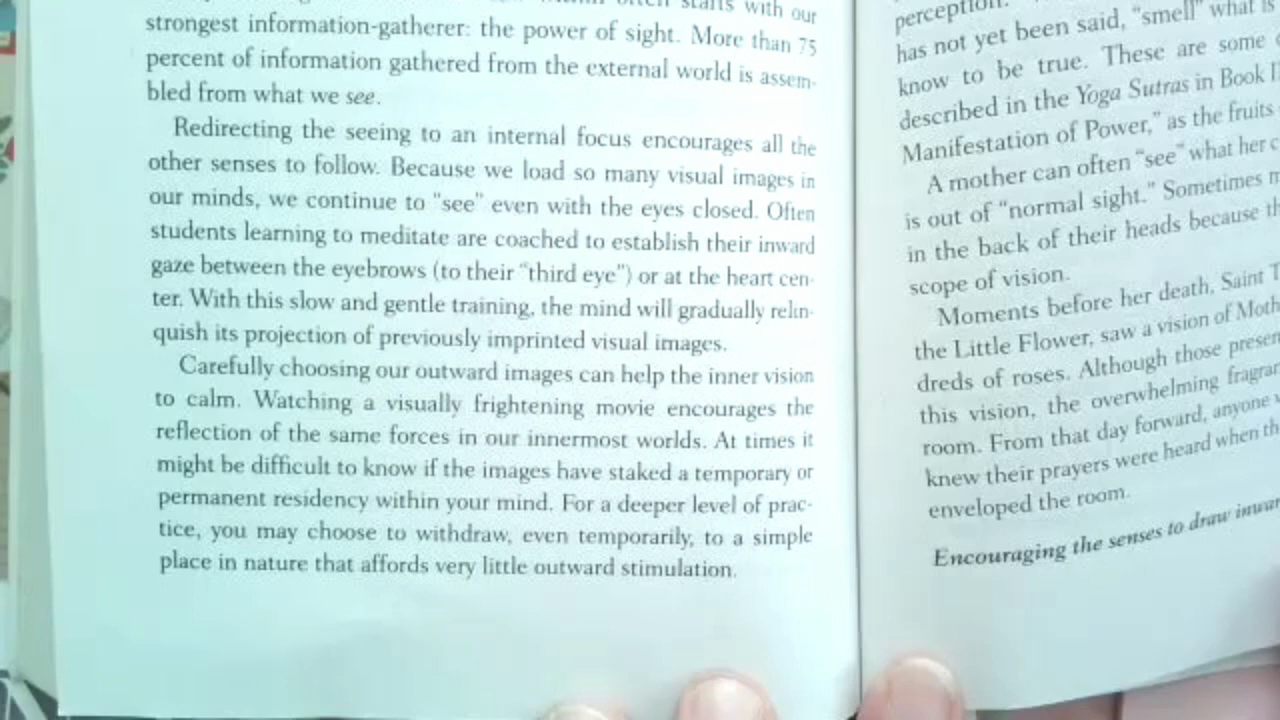 often starts with our
strongest information-gatherer: the power of sight. More than 75
percent of information gathered from the external world is assem-
bled from what we see.
Redirecting the seeing to an internal focus encourages all the
other senses to follow. Because we load so many visual images in
our minds, we continue to “see” even with the eyes closed. Often
students learning to meditate are coached to establish their inward
gaze between the eyebrows (to their “third eye”) or at the heart cen-
ter. With this slow and gentle training, the mind will gradually relin-
quish its projection of previously imprinted visual images.
Carefully choosing our outward images can help the inner vision
to calm. Watching a visually frightening movie encourages the
reflection of the same forces in our innermost worlds. At times it
might be difficult to know if the images have staked a temporary or
permanent residency within your mind. For a deeper level of prac-
tice, you may choose to withdraw, even temporarily, to a simple
place in nature that affords very little outward stimulation.
perception.
has not yet been said, “smell” what is
know to be true. These are some
described in the Yoga Sutras in Book
Manifestation of Power,” as the fruits
A mother can often “see” what her
is out of “normal sight.” Sometimes
in the back of their heads because
scope of vision.
Moments before her death, Saint
the Little Flower, saw a vision of
dreds of roses. Although those
this vision, the overwhelming
room. From that day forward, anyone
knew their prayers were heard when
enveloped the room.
Encouraging the senses to draw